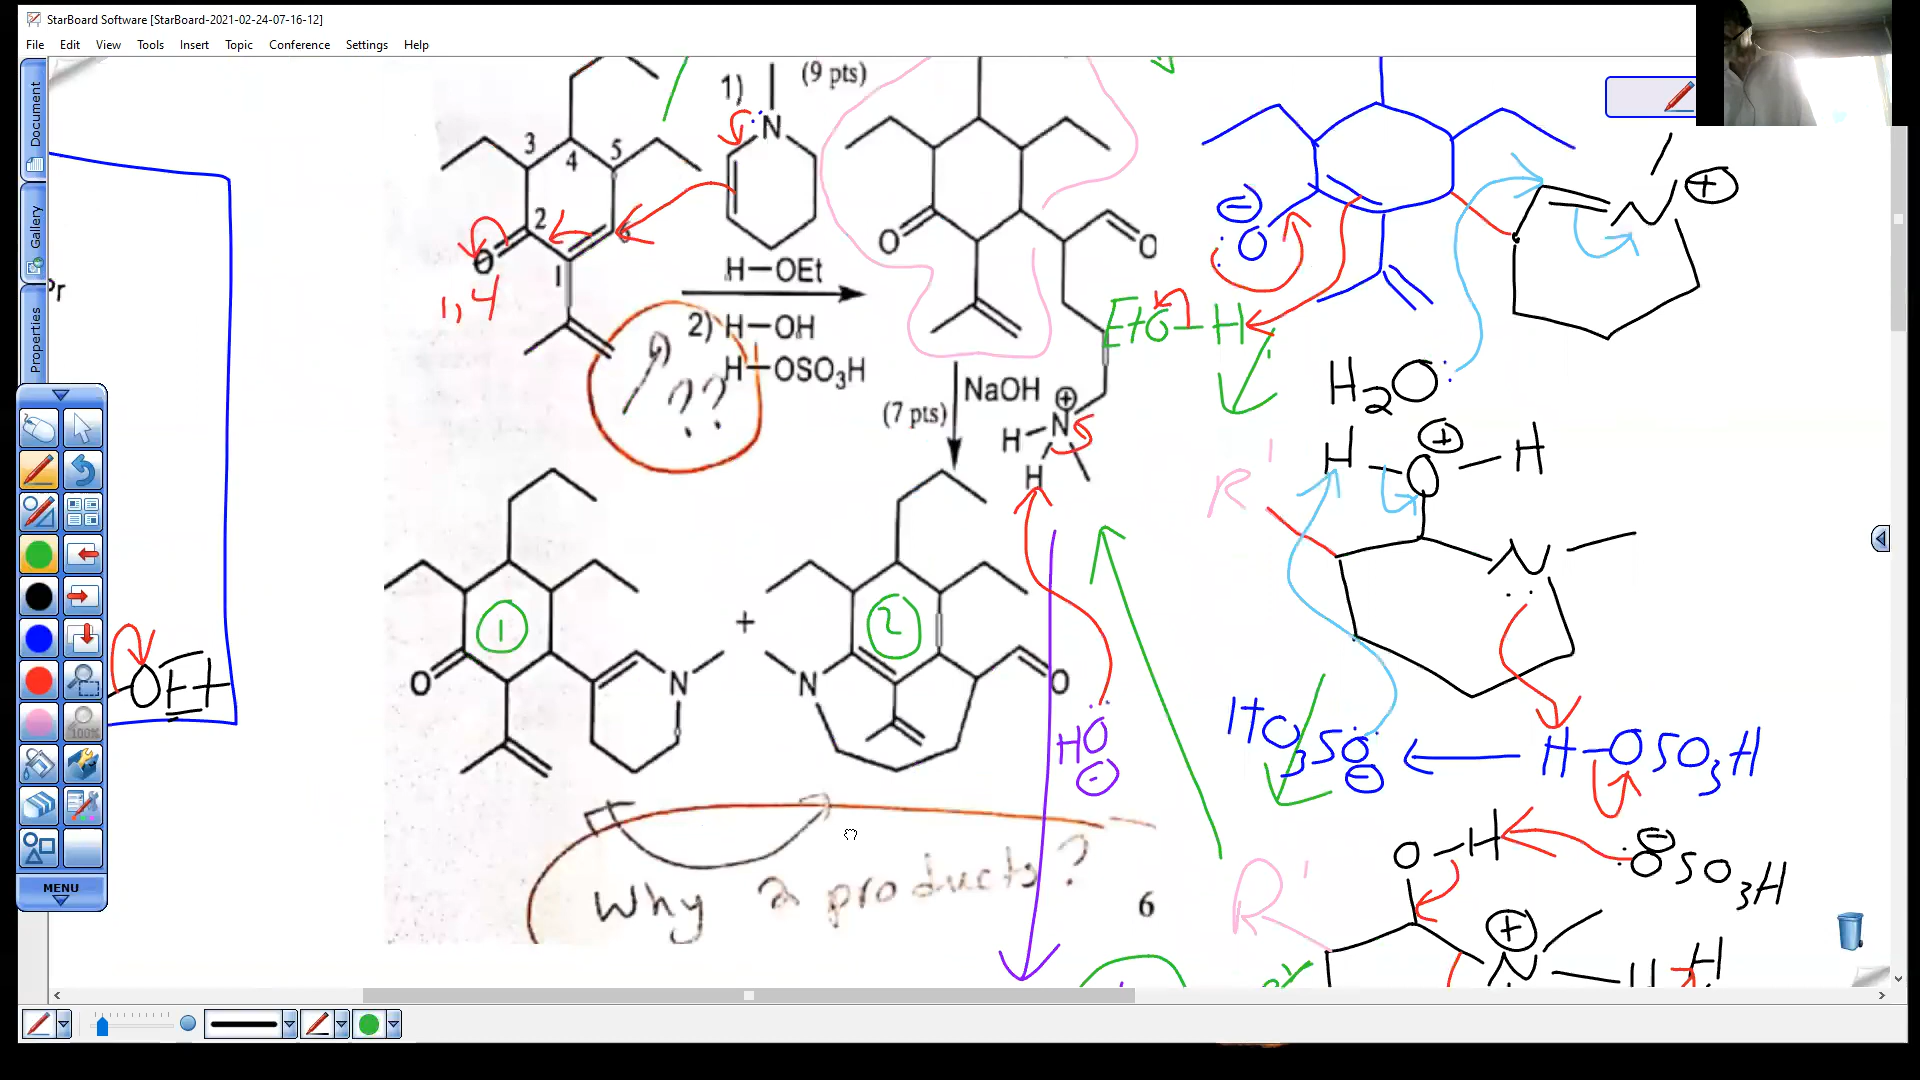 StarBoard Software [StarBoard-2021-02-24-07-16-12]
File Edit View Tools Insert Topic Conference Settings Help
Document
Gallery
Properties
MENU
100%
1)
(9 pts)
N
3
4
5
2
6
1
O
1,4
H—OEt
2) H—OH
H—OSO3H
??
O
O
EtO—H
NaOH
(7 pts)
⊕
H—N
H
HO
⊖
1
O
N
+
2
N
O
Why 2 products?
6
OEt
⊖
O
N
⊕
H2O
H—O—H
⊕
R'
N
HO3SO
⊖
H—OSO3H
O—H
⊖
OSO3H
R'
⊕
N—H
H